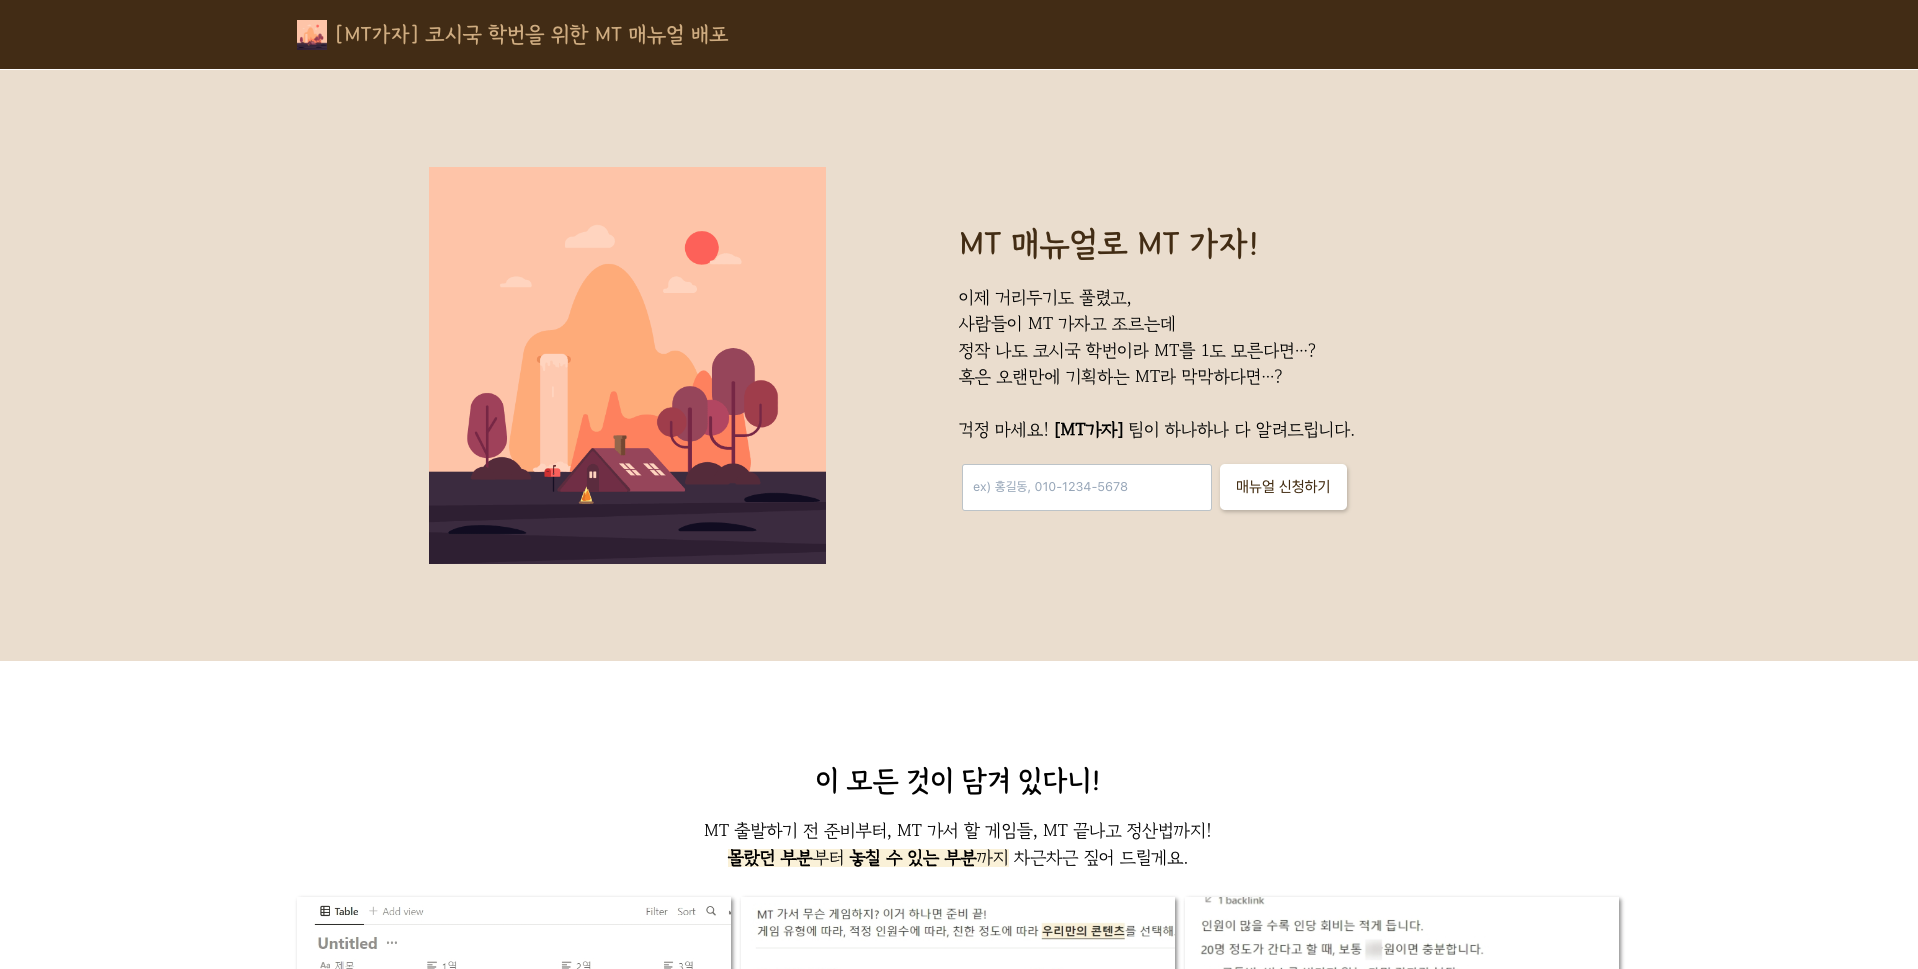 [MT가자] 코시국 학번을 위한 MT 매뉴얼 배포
MT 매뉴얼로 MT 가자!
이제 거리두기도 풀렸고,
사람들이 MT 가자고 조르는데
정작 나도 코시국 학번이라 MT를 1도 모른다면…?
혹은 오랜만에 기획하는 MT라 막막하다면…?
걱정 마세요! [MT가자] 팀이 하나하나 다 알려드립니다.
ex) 홍길동, 010-1234-5678
매뉴얼 신청하기
이 모든 것이 담겨 있다니!
MT 출발하기 전 준비부터, MT 가서 할 게임들, MT 끝나고 정산법까지!
몰랐던 부분부터 놓칠 수 있는 부분까지 차근차근 짚어 드릴게요.
Table + Add view Filter Sort
Untitled ···
Aa 제목 1열 2열 3열
MT 가서 무슨 게임하지? 이거 하나면 준비 끝!
게임 유형에 따라, 적정 인원수에 따라, 친한 정도에 따라 우리만의 콘텐츠를 선택해
1 backlink
인원이 많을 수록 인당 회비는 적게 듭니다.
20명 정도가 간다고 할 때, 보통 원이면 충분합니다.